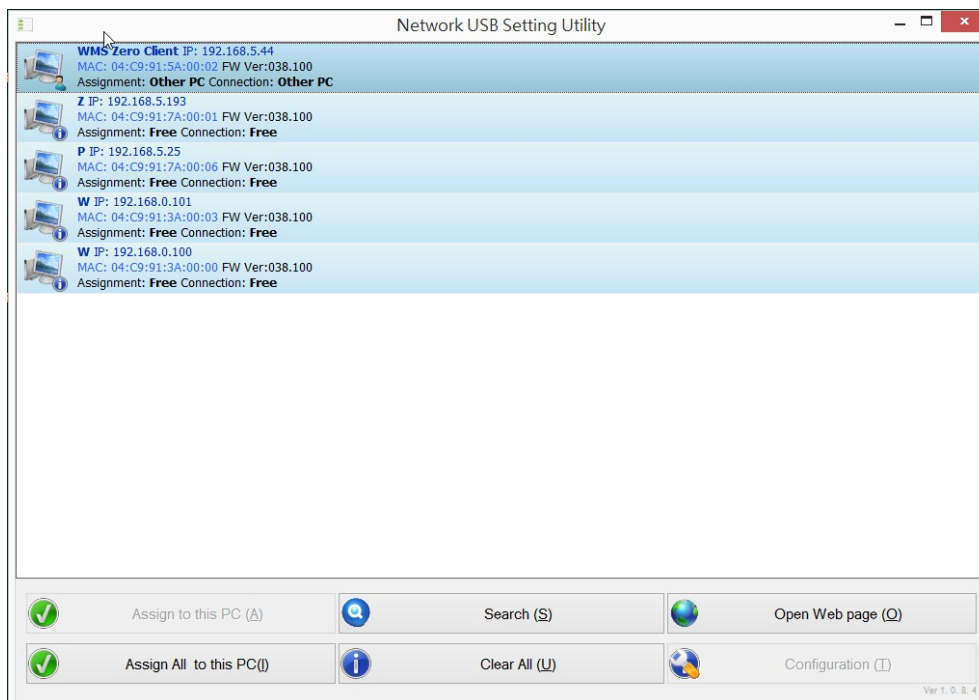 Network USB Setting Utility
WMS Zero Client IP: 192.168.5.44
MAC: 04:C9:91:5A:00:02 FW Ver:038.100
Assignment: Other PC Connection: Other PC
Z IP: 192.168.5.193
MAC: 04:C9:91:7A:00:01 FW Ver:038.100
Assignment: Free Connection: Free
P IP: 192.168.5.25
MAC: 04:C9:91:7A:00:06 FW Ver:038.100
Assignment: Free Connection: Free
W IP: 192.168.0.101
MAC: 04:C9:91:3A:00:03 FW Ver:038.100
Assignment: Free Connection: Free
W IP: 192.168.0.100
MAC: 04:C9:91:3A:00:00 FW Ver:038.100
Assignment: Free Connection: Free
Assign to this PC (A)
Search (S)
Open Web page (O)
Assign All to this PC(I)
Clear All (U)
Configuration (T)
Ver 1. 0. 8. 4